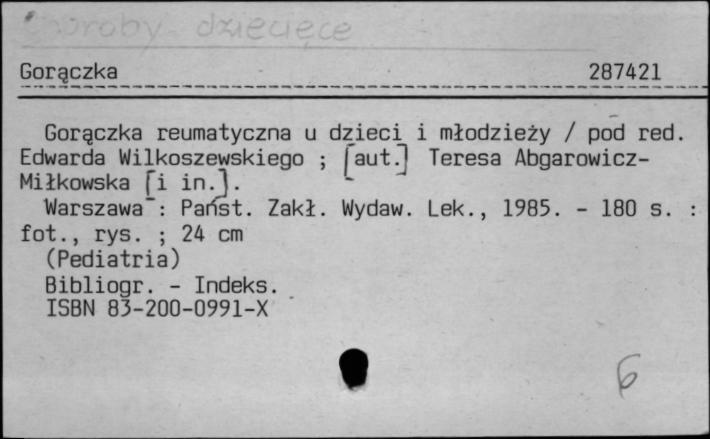 Choroby dziecięce
Gorączka 287421
Gorączka reumatyczna u dzieci i młodzieży / pod red.
Edwarda Wilkoszewskiego ; [aut.] Teresa Abgarowicz-
Miłkowska [i in.].
Warszawa : Państ. Zakł. Wydaw. Lek., 1985. - 180 s. :
fot., rys. ; 24 cm
(Pediatria)
Bibliogr. - Indeks.
ISBN 83-200-0991-X
6